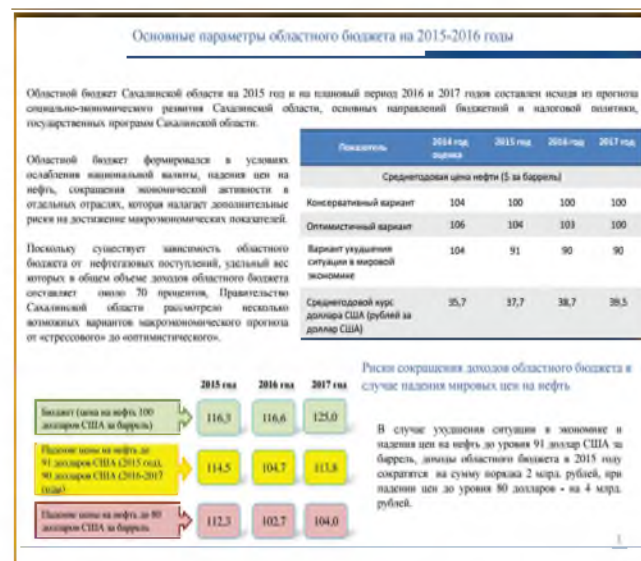 Основные параметры областного бюджета на 2015-2016 годы
Областной бюджет Сахалинской области на 2015 год и на плановый период 2016 и 2017 годов составлен исходя из прогноза
социально-экономического развития Сахалинской области, основных направлений бюджетной и налоговой политики,
государственных программ Сахалинской области.
Областной бюджет формировался в условиях
ослабления национальной валюты, падения цен на
нефть, сокращения экономической активности в
отдельных отраслях, которая налагает дополнительные
риски на достижение макроэкономических показателей.
Поскольку существует зависимость областного
бюджета от нефтегазовых поступлений, удельный вес
которых в общем объеме доходов областного бюджета
составляет около 70 процентов, Правительство
Сахалинской области рассмотрело несколько
возможных вариантов макроэкономического прогноза
от «стрессового» до «оптимистического».
Показатель 2014 год оценка 2015 год 2016 год 2017 год
Среднегодовая цена нефти ($ за баррель)
Консервативный вариант 104 100 100 100
Оптимистичный вариант 106 104 103 100
Вариант ухудшения
ситуации в мировой
экономике 104 91 90 90
Среднегодовой курс
доллара США (рублей за
доллар США) 35,7 37,7 38,7 39,5
Риски сокращения доходов областного бюджета в
случае падения мировых цен на нефть
В случае ухудшения ситуации в экономике и
падения цен на нефть до уровня 91 доллар США за
баррель, доходы областного бюджета в 2015 году
сократятся на сумму порядка 2 млрд. рублей, при
падении цен до уровня 80 долларов - на 4 млрд.
рублей.
2015 год 2016 год 2017 год
Бюджет (цена на нефть 100
долларов США за баррель) 116,3 116,6 125,0
Падение цены на нефть до
91 долларов США (2015 год),
90 долларов США (2016-2017
годы) 114,5 104,7 113,8
Падение цены на нефть до 80
долларов США за баррель 112,3 102,7 104,0
1